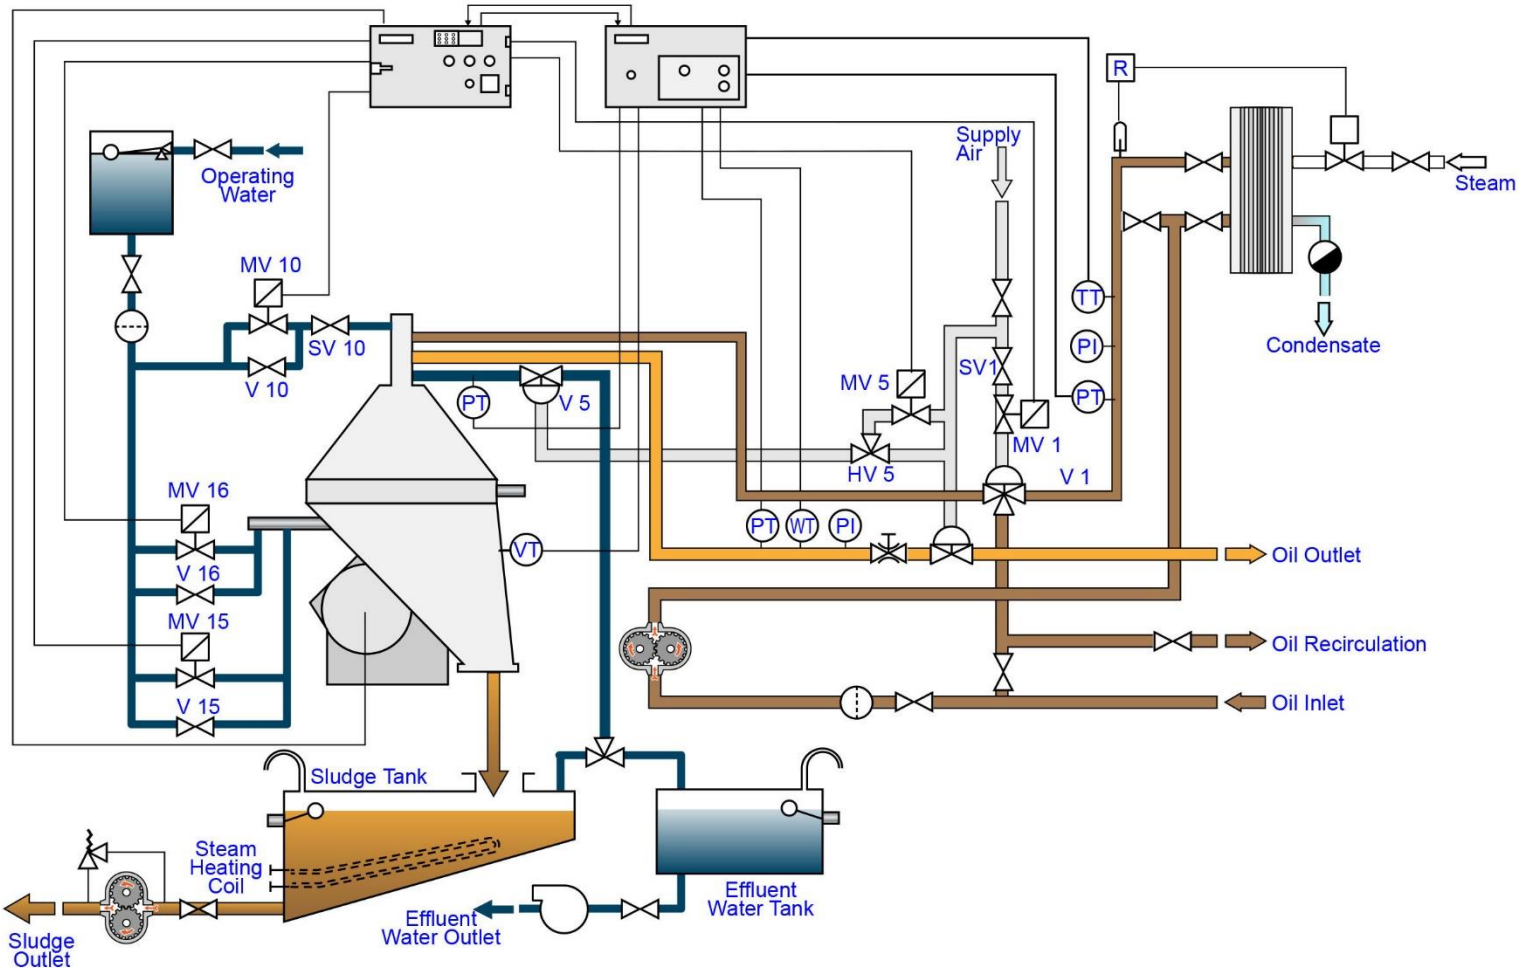 R
Supply
Air
Steam
Operating
Water
MV 10
TT
SV 10
PI
Condensate
V 10
SV1
MV 5
PT
V 5
PT
MV 1
HV 5
V 1
MV 16
PT
WT
PI
VT
Oil Outlet
V 16
MV 15
Oil Recirculation
V 15
Oil Inlet
Sludge Tank
Steam
Heating
Coil
Effluent
Water Tank
Effluent
Water Outlet
Sludge
Outlet